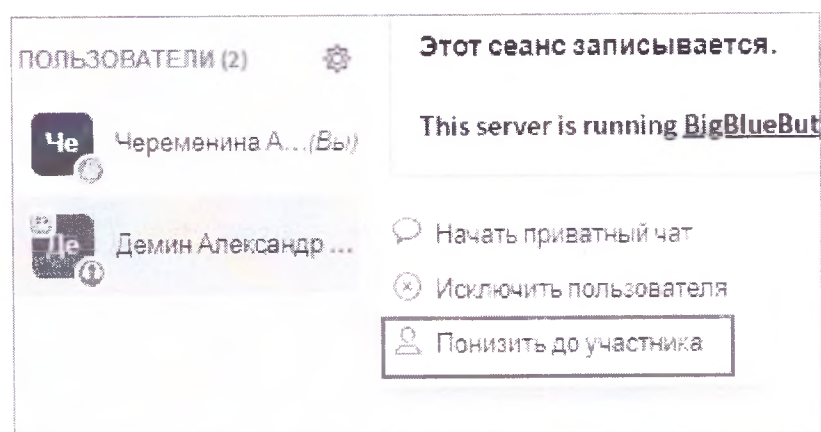 ПОЛЬЗОВАТЕЛИ (2)
Че
Череменина А...(Вы)
Де
Демин Александр ...
Этот сеанс записывается.
This server is running BigBlueBut
Начать приватный чат
Исключить пользователя
Понизить до участника